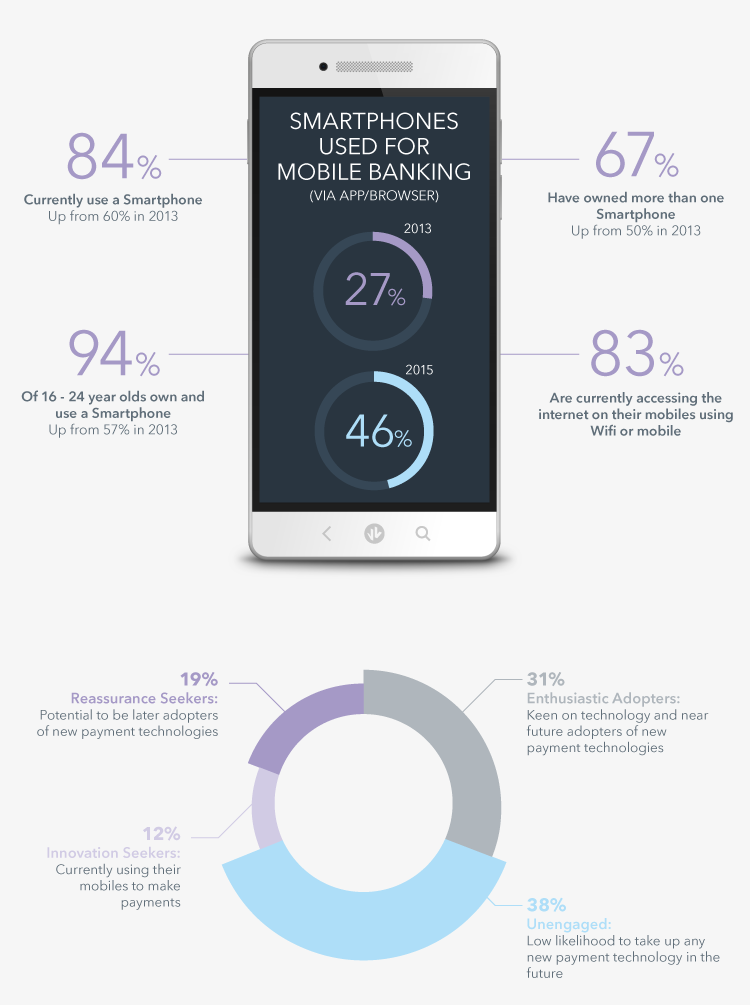 SMARTPHONES
USED FOR
MOBILE BANKING
(VIA APP/BROWSER)
2013
27%
2015
46%
84%
Currently use a Smartphone
Up from 60% in 2013
67%
Have owned more than one
Smartphone
Up from 50% in 2013
94%
Of 16 - 24 year olds own and
use a Smartphone
Up from 57% in 2013
83%
Are currently accessing the
internet on their mobiles using
Wifi or mobile
19%
Reassurance Seekers:
Potential to be later adopters
of new payment technologies
31%
Enthusiastic Adopters:
Keen on technology and near
future adopters of new
payment technologies
12%
Innovation Seekers:
Currently using their
mobiles to make
payments
38%
Unengaged:
Low likelihood to take up any
new payment technology in the
future